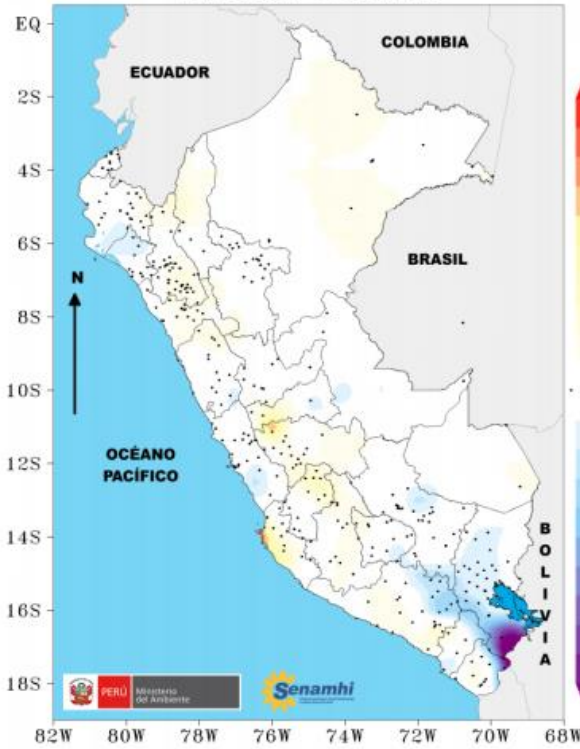 EQ
COLOMBIA
ECUADOR
2S
4S
6S
BRASIL
N
8S
10S
OCÉANO
PACÍFICO
12S
14S
BOLIVIA
16S
PERÚ
Ministerio
del Ambiente
Senamhi
18S
82W 80W 78W 76W 74W 72W 70W 68W